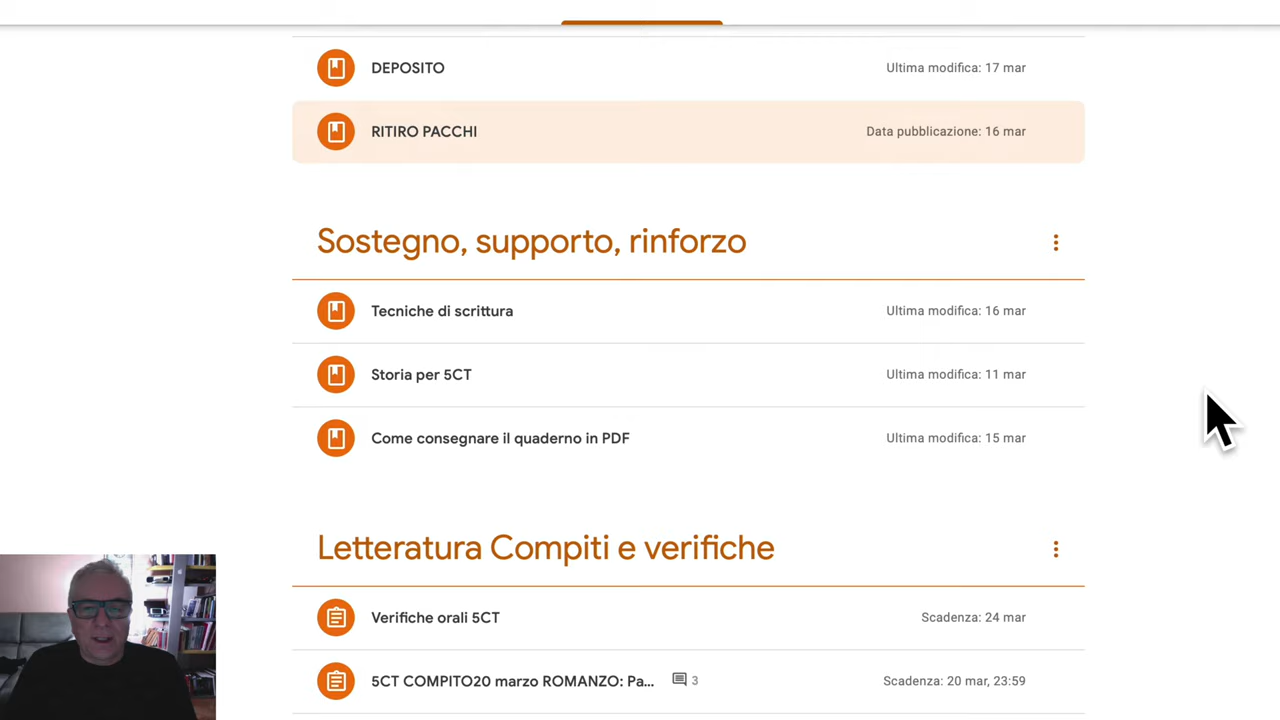 DEPOSITO Ultima modifica: 17 mar
RITIRO PACCHI Data pubblicazione: 16 mar
Sostegno, supporto, rinforzo
Tecniche di scrittura Ultima modifica: 16 mar
Storia per 5CT Ultima modifica: 11 mar
Come consegnare il quaderno in PDF Ultima modifica: 15 mar
Letteratura Compiti e verifiche
Verifiche orali 5CT Scadenza: 24 mar
5CT COMPITO20 marzo ROMANZO: Pa... 3 Scadenza: 20 mar, 23:59